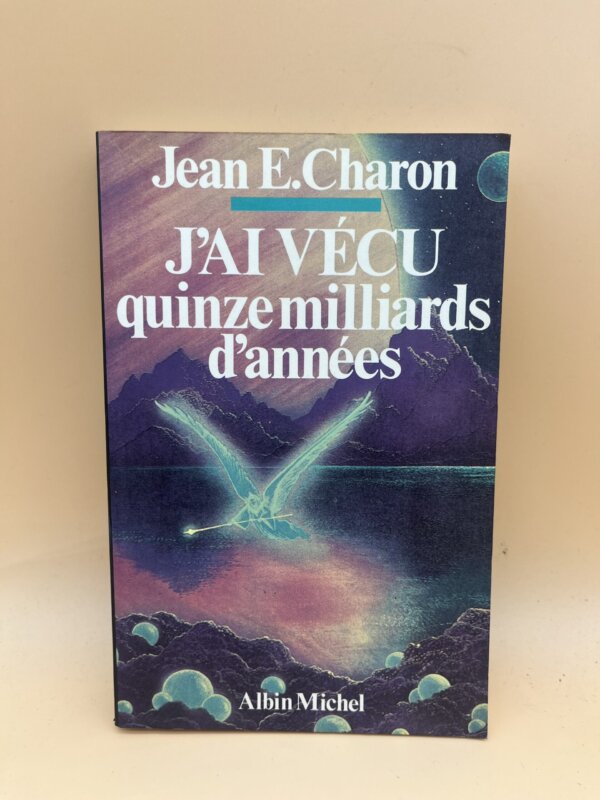 Jean E. Charon
J'AI VÉCU
quinze milliards
d'années
Albin Michel